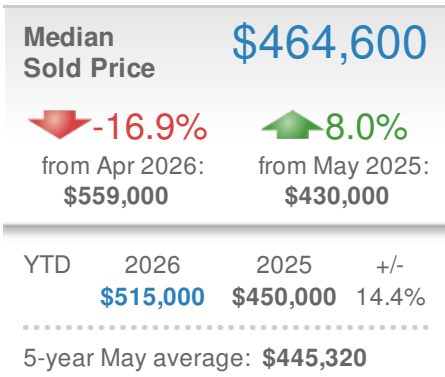 Median
Sold Price
$464,600
-16.9%
from Apr 2026:
$559,000
8.0%
from May 2025:
$430,000
YTD 2026 2025 +/-
$515,000 $450,000 14.4%
5-year May average: $445,320